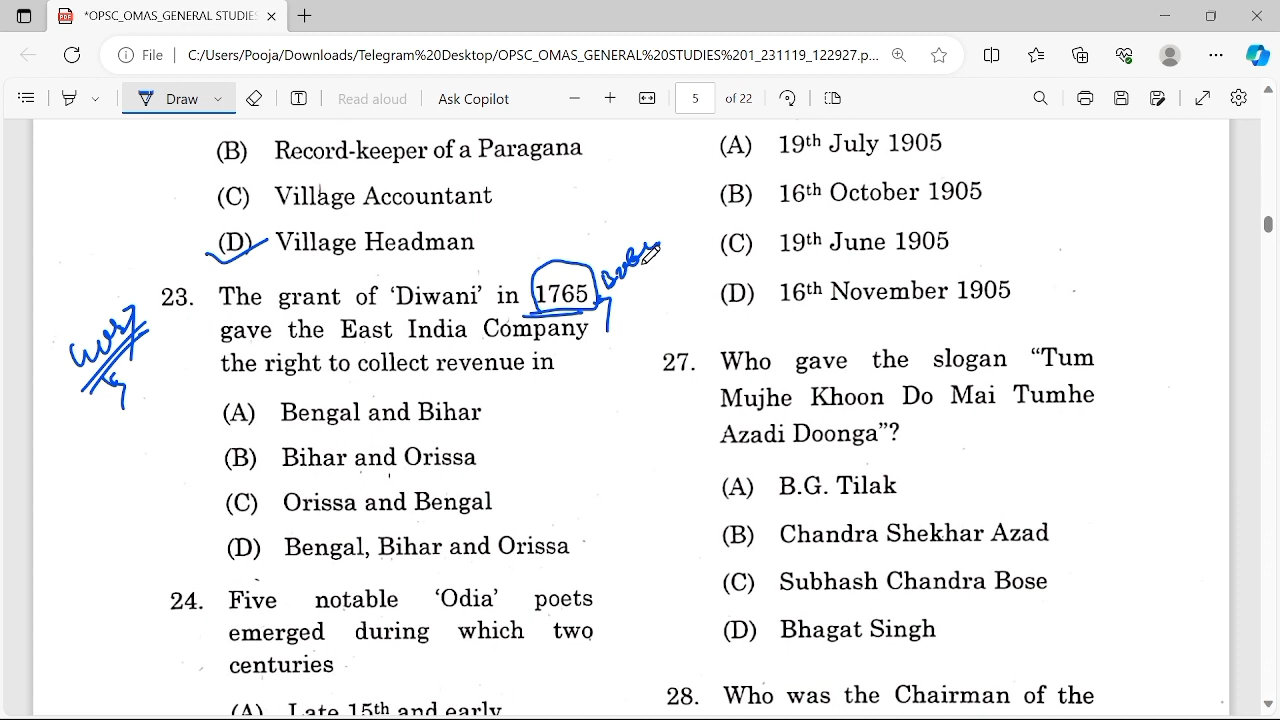 *OPSC_OMAS_GENERAL STUDIES
File
C:/Users/Pooja/Downloads/Telegram%20Desktop/OPSC_OMAS_GENERAL%20STUDIES%201_231119_122927.p...
Draw
Read aloud
Ask Copilot
5
of 22
(B) Record-keeper of a Paragana
(C) Village Accountant
(D) Village Headman
23. The grant of ‘Diwani’ in 1765
gave the East India Company
the right to collect revenue in
(A) Bengal and Bihar
(B) Bihar and Orissa
(C) Orissa and Bengal
(D) Bengal, Bihar and Orissa
24. Five notable ‘Odia’ poets
emerged during which two
centuries
(A) Late 15th and early
(A) 19th July 1905
(B) 16th October 1905
(C) 19th June 1905
(D) 16th November 1905
27. Who gave the slogan “Tum
Mujhe Khoon Do Mai Tumhe
Azadi Doonga”?
(A) B.G. Tilak
(B) Chandra Shekhar Azad
(C) Subhash Chandra Bose
(D) Bhagat Singh
28. Who was the Chairman of the